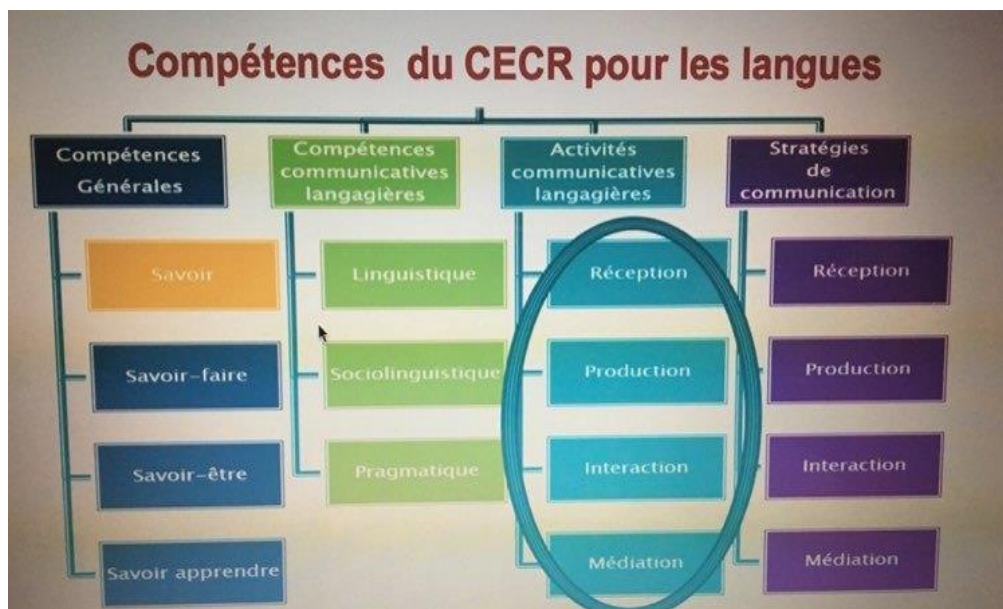 Compétences du CECR pour les langues
Compétences
Générales
Compétences
communicatives
langagières
Activités
communicatives
langagières
Stratégies
de
communication
Savoir
Linguistique
Réception
Réception
Savoir-faire
Sociolinguistique
Production
Production
Savoir-être
Pragmatique
Interaction
Interaction
Savoir apprendre
Médiation
Médiation